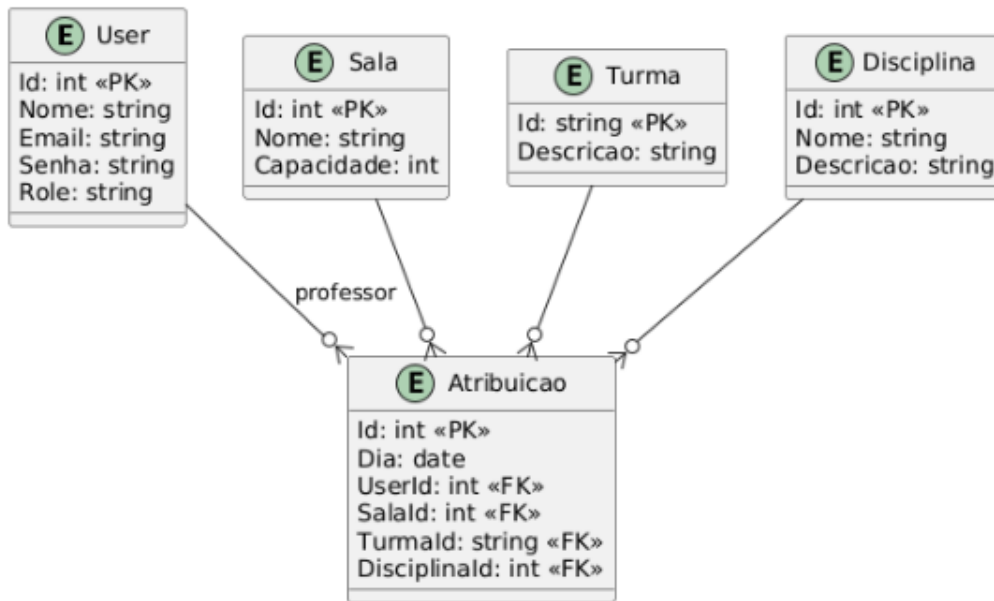 E User
Id: int «PK»
Nome: string
Email: string
Senha: string
Role: string
E Sala
Id: int «PK»
Nome: string
Capacidade: int
E Turma
Id: string «PK»
Descricao: string
E Disciplina
Id: int «PK»
Nome: string
Descricao: string
professor
E Atribuicao
Id: int «PK»
Dia: date
UserId: int «FK»
SalaId: int «FK»
TurmaId: string «FK»
DisciplinaId: int «FK»